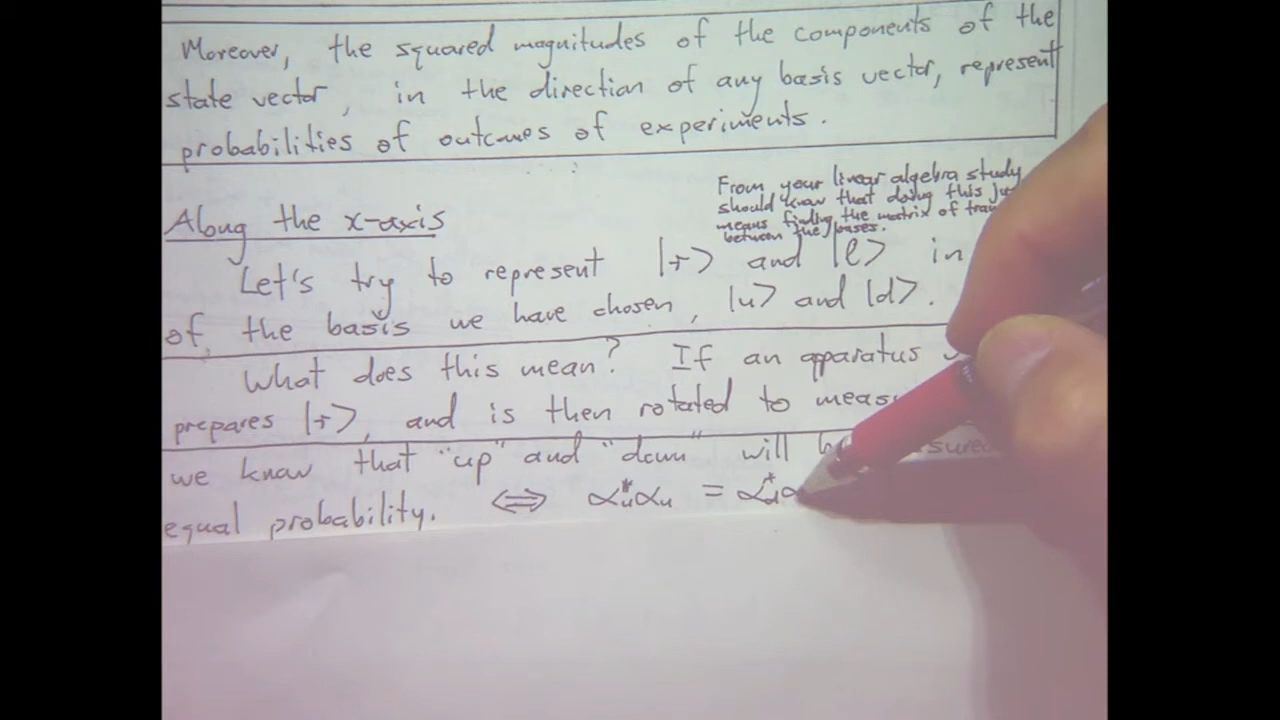 Moreover, the squared magnitudes of the components of the
state vector, in the direction of any basis vector, represent
probabilities of outcomes of experiments.
From your linear algebra study
should know that doing this
means finding the matrix of
between the bases.
Along the x-axis
Let's try to represent |r> and |l> in
of the basis we have chosen, |u> and |d>.
What does this mean? If an apparatus
prepares |r>, and is then rotated to
we know that "up" and "down" will
equal probability. ⟺ α*ᵤαᵤ = α*_dα